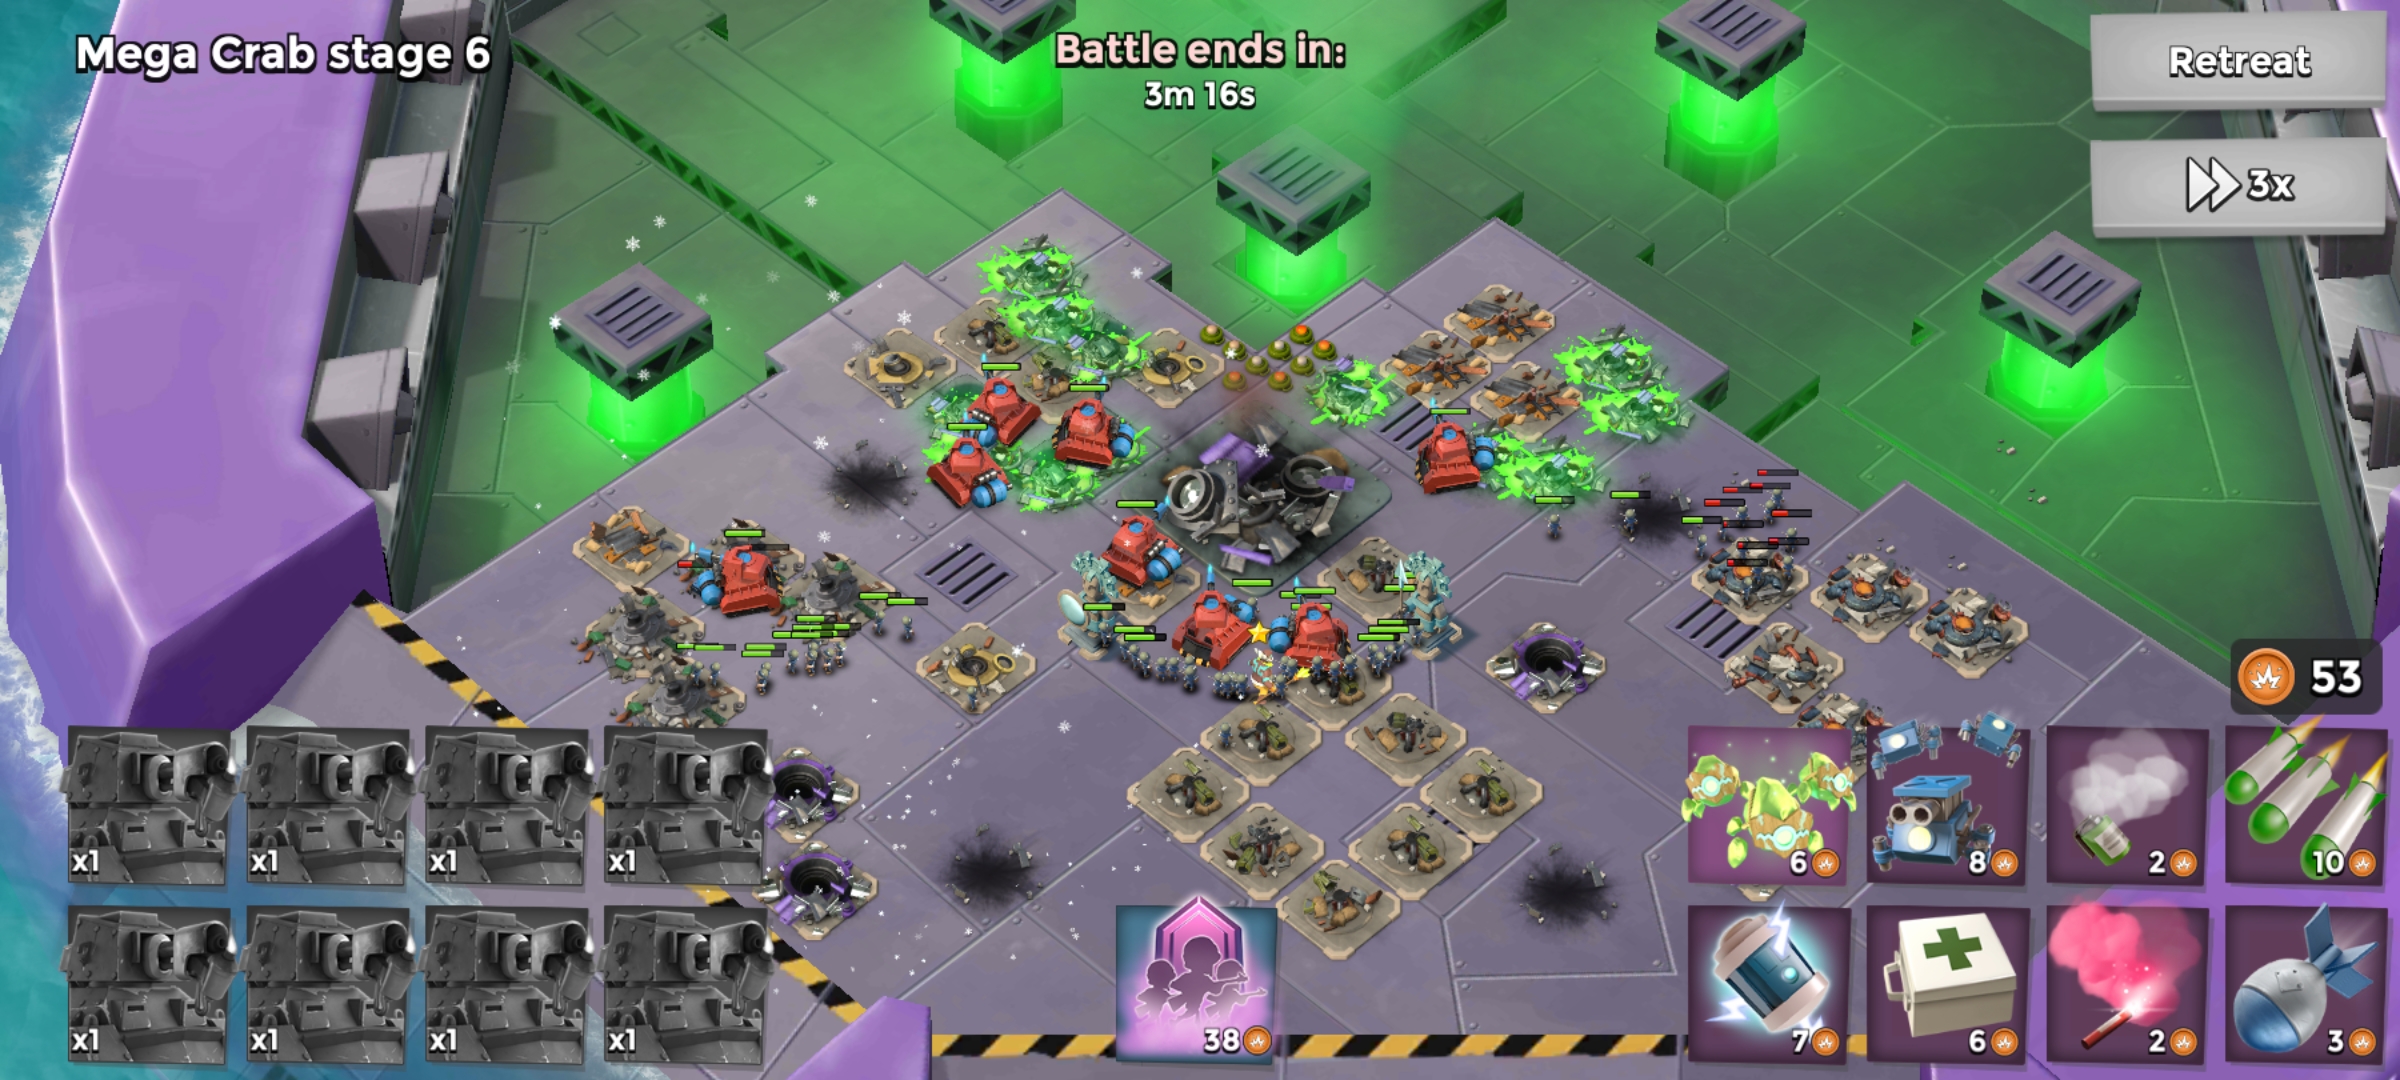 Mega Crab stage 6
Battle ends in:
3m 16s
Retreat
3x
53
x1
x1
x1
x1
6
8
2
10
x1
x1
x1
x1
38
7
6
2
3